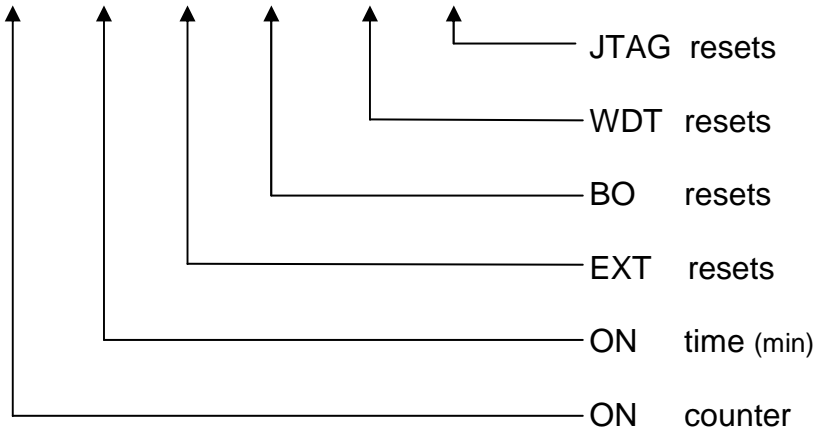 JTAG resets
WDT resets
BO resets
EXT resets
ON time (min)
ON counter